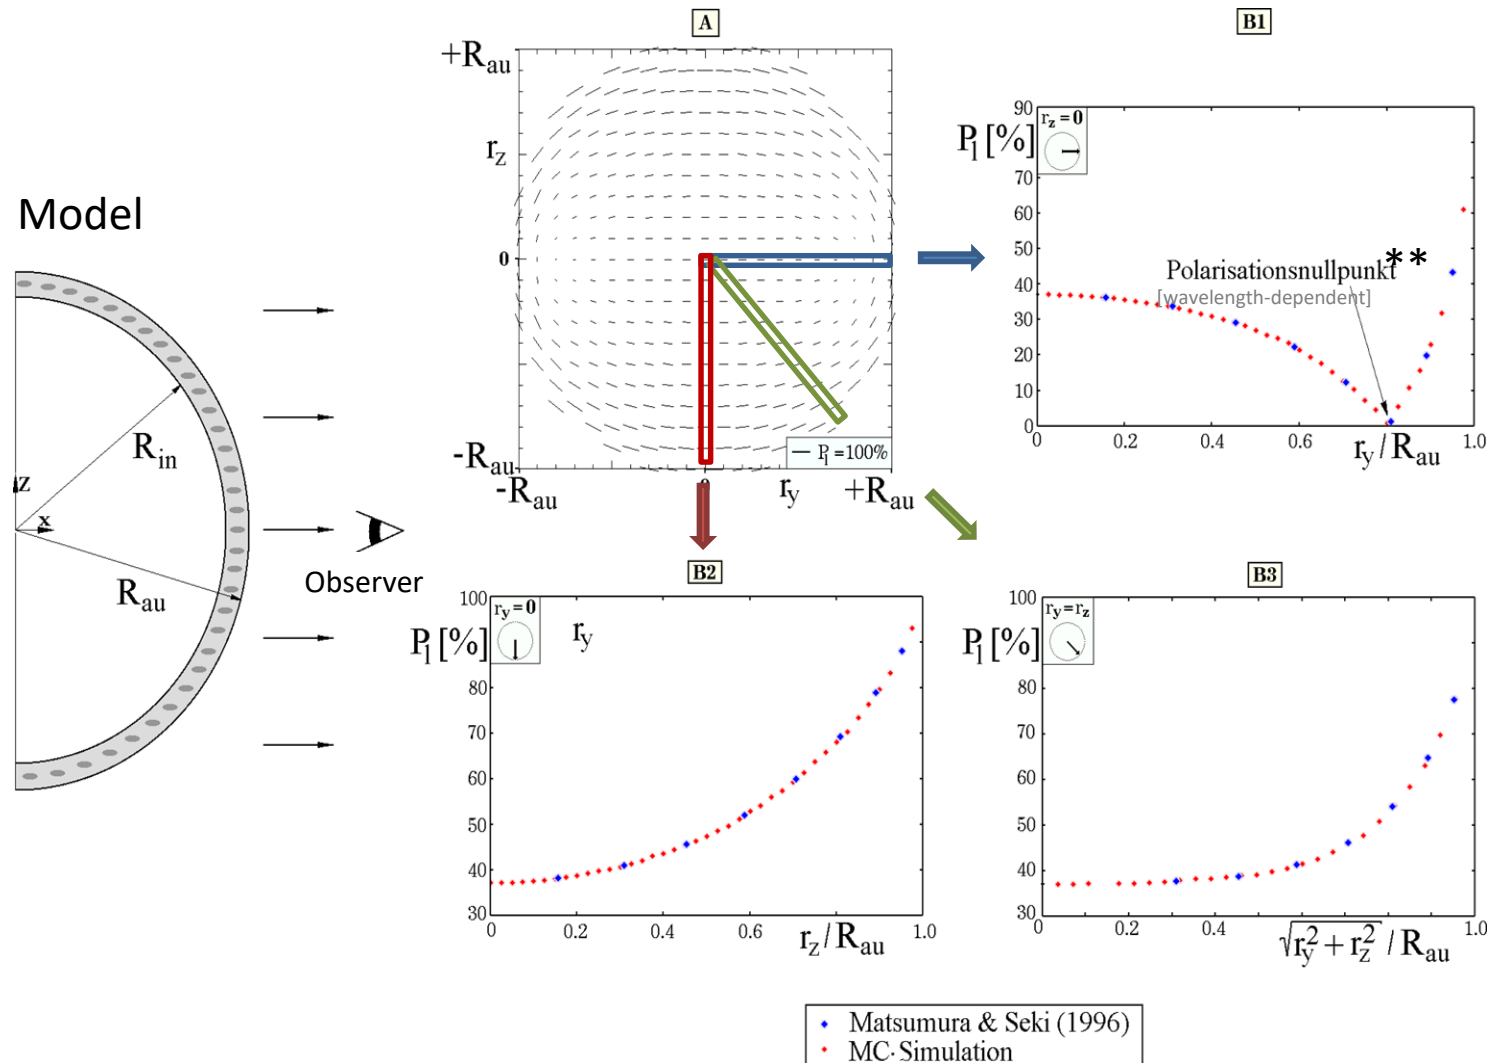 Model
R_in
R_au
z
x
Observer
A
+R_au
r_z
0
-R_au
-R_au
0
r_y
+R_au
P_l =100%
B1
P_l [%]
r_z = 0
90
70
60
50
40
30
20
10
0
Polarisationsnullpunkt**
[wavelength-dependent]
0
0.2
0.4
0.6
1.0
r_y / R_au
B2
P_l [%]
r_y = 0
r_y
100
80
70
60
50
40
30
0
0.2
0.4
0.6
1.0
r_z / R_au
B3
P_l [%]
r_y = r_z
100
80
70
60
50
40
30
0
0.4
1.0
√r_y² + r_z² / R_au
Matsumura & Seki (1996)
MC-Simulation